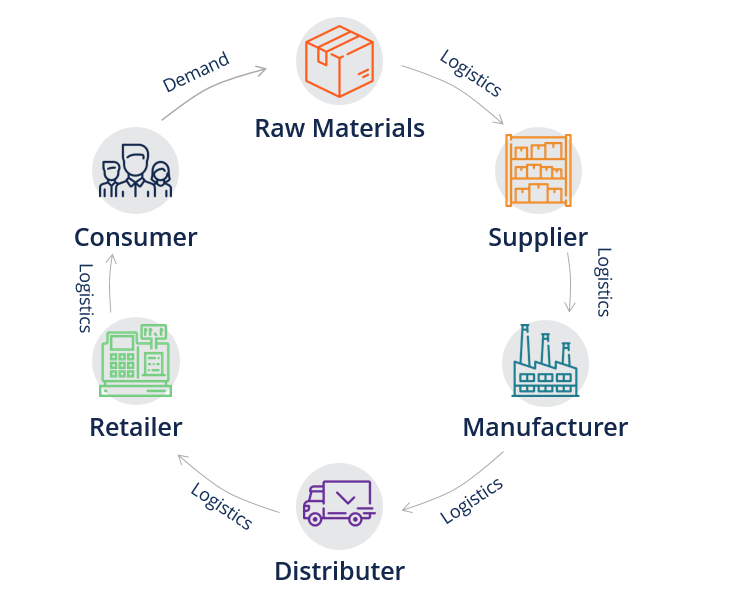 Demand
Logistics
Raw Materials
Consumer
Supplier
Logistics
Logistics
Retailer
Manufacturer
Logistics
Logistics
Distributer